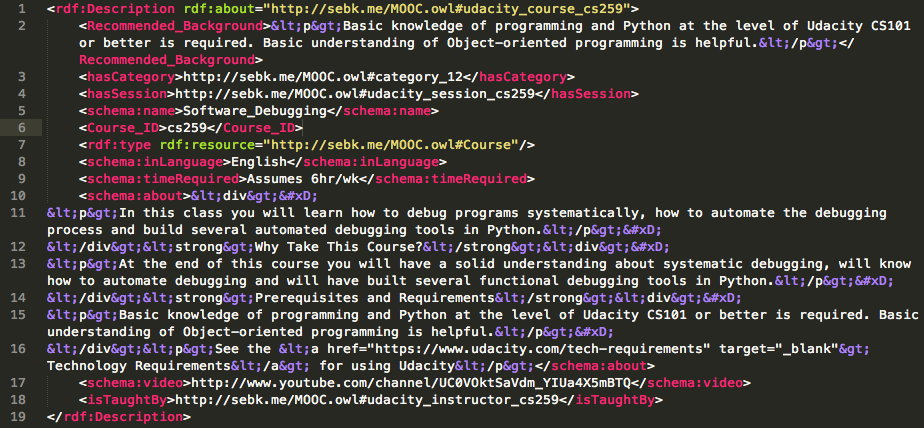 1 <rdf:Description rdf:about="http://sebk.me/MOOC.owl#udacity_course_cs259">
2 <Recommended_Background>&lt;p&gt;Basic knowledge of programming and Python at the level of Udacity CS101
or better is required. Basic understanding of Object-oriented programming is helpful.&lt;/p&gt;</
Recommended_Background>
3 <hasCategory>http://sebk.me/MOOC.owl#category_12</hasCategory>
4 <hasSession>http://sebk.me/MOOC.owl#udacity_session_cs259</hasSession>
5 <schema:name>Software_Debugging</schema:name>
6 <Course_ID>cs259</Course_ID>
7 <rdf:type rdf:resource="http://sebk.me/MOOC.owl#Course"/>
8 <schema:inLanguage>English</schema:inLanguage>
9 <schema:timeRequired>Assumes 6hr/wk</schema:timeRequired>
10 <schema:about>&lt;div&gt;&#xD;
11 &lt;p&gt;In this class you will learn how to debug programs systematically, how to automate the debugging
process and build several automated debugging tools in Python.&lt;/p&gt;&#xD;
12 &lt;/div&gt;&lt;strong&gt;Why Take This Course?&lt;/strong&gt;&lt;div&gt;&#xD;
13 &lt;p&gt;At the end of this course you will have a solid understanding about systematic debugging, will know
how to automate debugging and will have built several functional debugging tools in Python.&lt;/p&gt;&#xD;
14 &lt;/div&gt;&lt;strong&gt;Prerequisites and Requirements&lt;/strong&gt;&lt;div&gt;&#xD;
15 &lt;p&gt;Basic knowledge of programming and Python at the level of Udacity CS101 or better is required. Basic
understanding of Object-oriented programming is helpful.&lt;/p&gt;&#xD;
16 &lt;/div&gt;&lt;p&gt;See the &lt;a href="https://www.udacity.com/tech-requirements" target="_blank"&gt;
Technology Requirements&lt;/a&gt; for using Udacity&lt;/p&gt;</schema:about>
17 <schema:video>http://www.youtube.com/channel/UC0VOktSaVdm_YIUa4X5mBTQ</schema:video>
18 <isTaughtBy>http://sebk.me/MOOC.owl#udacity_instructor_cs259</isTaughtBy>
19 </rdf:Description>